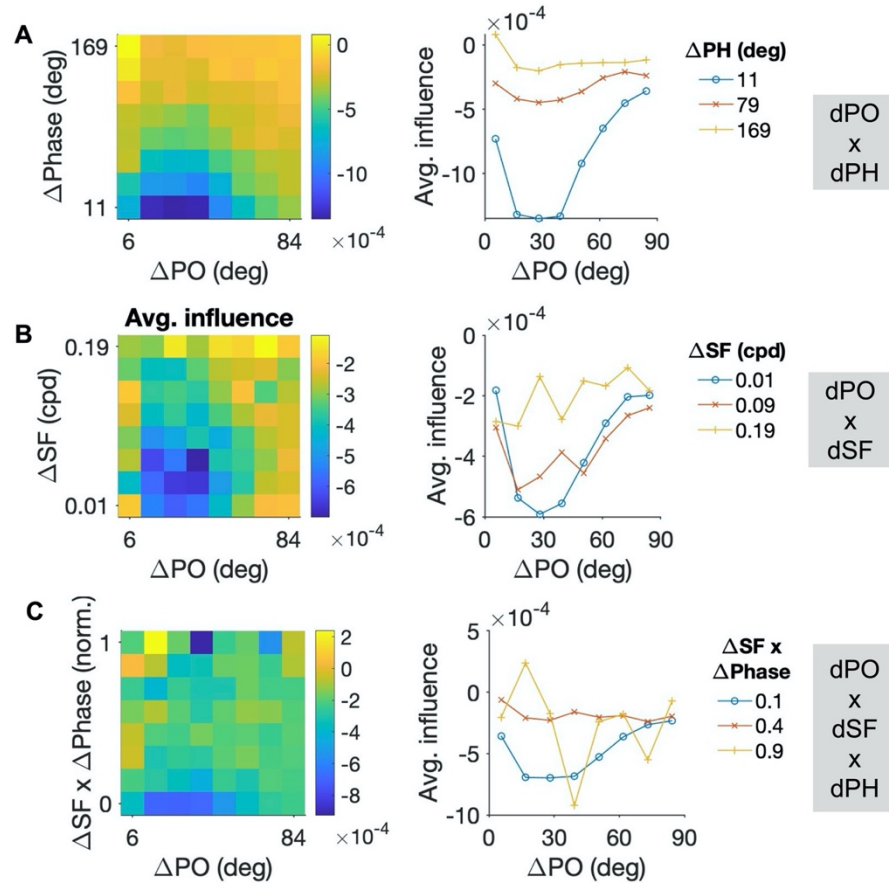 A
169
ΔPhase (deg)
11
6
84
ΔPO (deg)
0
-5
-10
×10⁻⁴
×10⁻⁴
0
-5
-10
Avg. influence
0
30
60
90
ΔPO (deg)
ΔPH (deg)
11
79
169
dPO
x
dPH
B
Avg. influence
0.19
ΔSF (cpd)
0.01
6
84
ΔPO (deg)
-2
-3
-4
-5
-6
×10⁻⁴
×10⁻⁴
0
-2
-4
-6
Avg. influence
0
30
60
90
ΔPO (deg)
ΔSF (cpd)
0.01
0.09
0.19
dPO
x
dSF
C
1
ΔSF x ΔPhase (norm.)
0
6
84
ΔPO (deg)
2
0
-2
-4
-6
-8
×10⁻⁴
×10⁻⁴
5
0
-5
-10
Avg. influence
0
30
60
90
ΔPO (deg)
ΔSF x
ΔPhase
0.1
0.4
0.9
dPO
x
dSF
x
dPH